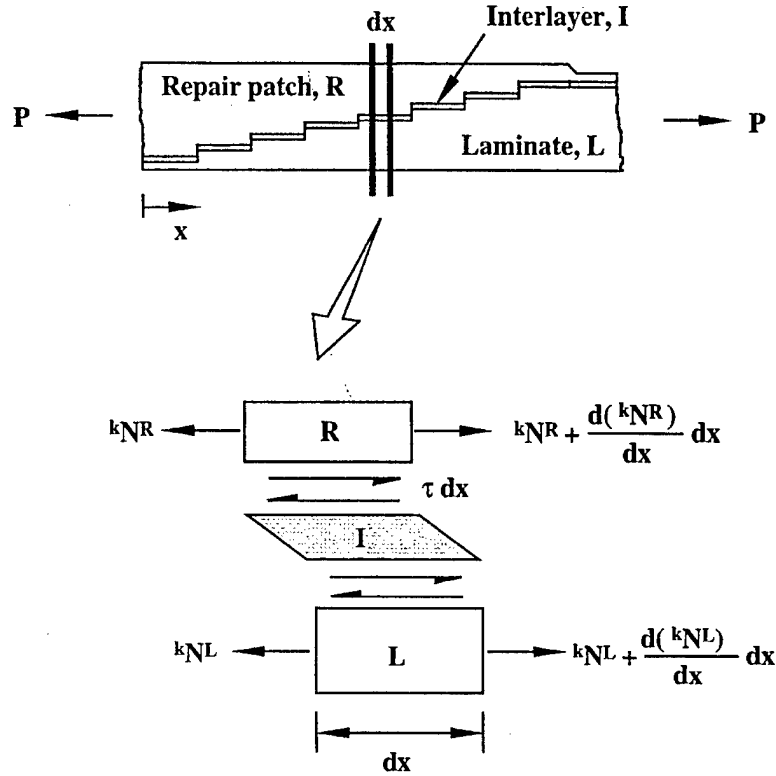 dx
Interlayer, I
Repair patch, R
P
P
Laminate, L
x
kNR
R
kNR + d(kNR)/dx dx
τ dx
I
kNL
L
kNL + d(kNL)/dx dx
dx